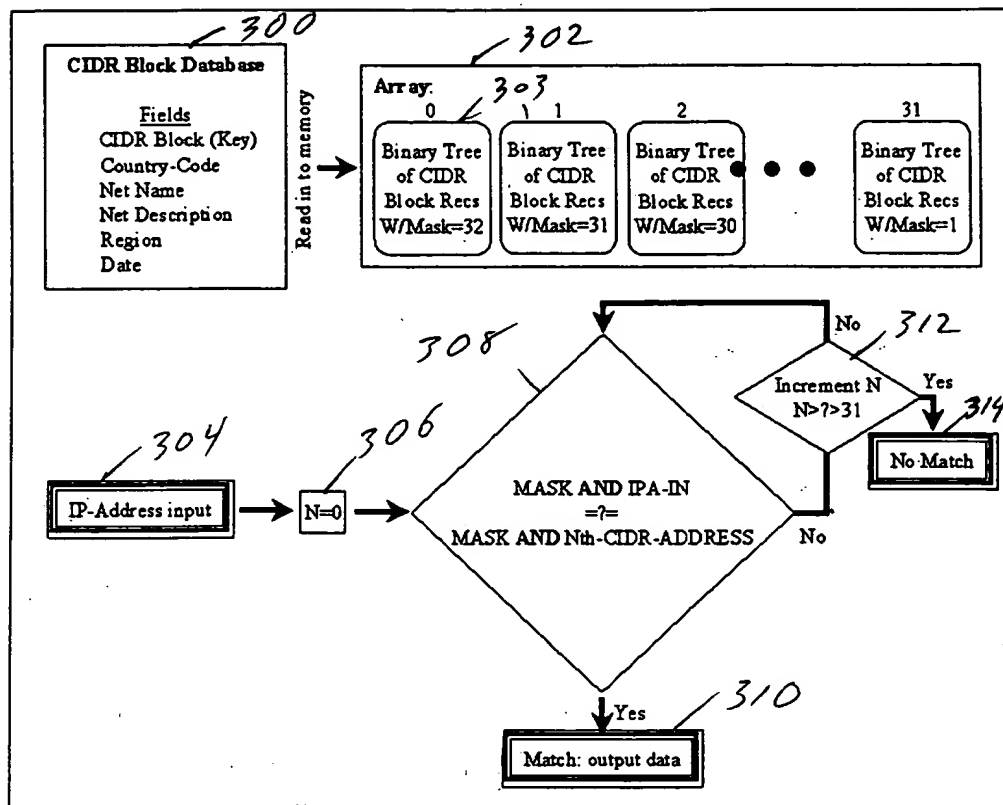 300
CIDR Block Database
Fields
CIDR Block (Key)
Country-Code
Net Name
Net Description
Region
Date
Read in to memory
302
Array:
303
0
1
2
31
Binary Tree
of CIDR
Block Recs
W/Mask=32
Binary Tree
of CIDR
Block Recs
W/Mask=31
Binary Tree
of CIDR
Block Recs
W/Mask=30
Binary Tree
of CIDR
Block Recs
W/Mask=1
308
No
312
Increment N
N>?>31
Yes
314
No Match
304
IP-Address input
306
N=0
MASK AND IPA-IN
=?=
MASK AND Nth-CIDR-ADDRESS
No
Yes
310
Match: output data